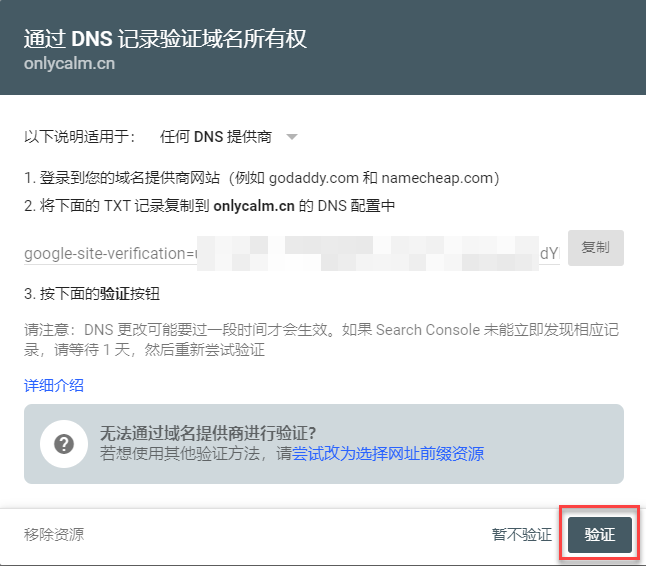 通过 DNS 记录验证域名所有权
onlycalm.cn
以下说明适用于： 任何 DNS 提供商
1. 登录到您的域名提供商网站（例如 godaddy.com 和 namecheap.com）
2. 将下面的 TXT 记录复制到 onlycalm.cn 的 DNS 配置中
google-site-verification= dY
复制
3. 按下面的验证按钮
请注意：DNS 更改可能要过一段时间才会生效。如果 Search Console 未能立即发现相应记
录，请等待 1 天，然后重新尝试验证
详细介绍
无法通过域名提供商进行验证？
若想使用其他验证方法，请尝试改为选择网址前缀资源
移除资源
暂不验证
验证